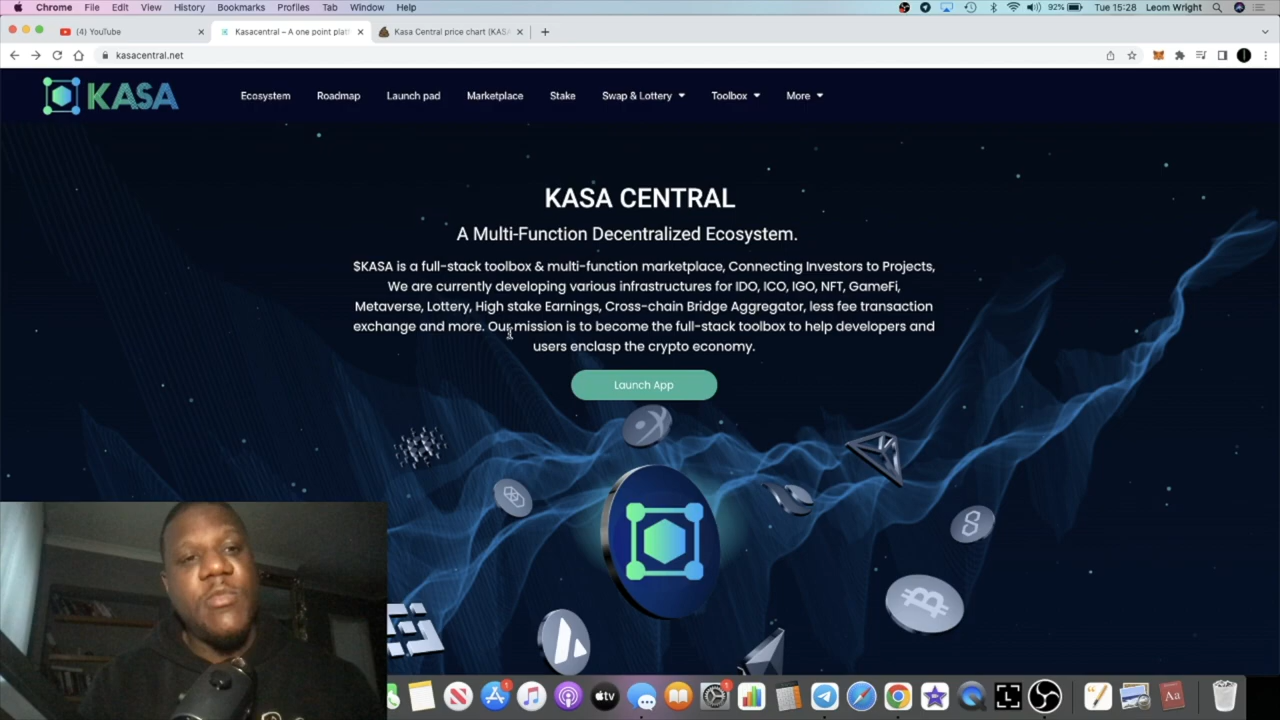 Chrome File Edit View History Bookmarks Profiles Tab Window Help 92% Tue 15:28 Leom Wright
(4) YouTube Kasacentral – A one point plat Kasa Central price chart (KASA
kasacentral.net
KASA Ecosystem Roadmap Launch pad Marketplace Stake Swap & Lottery Toolbox More
KASA CENTRAL
A Multi-Function Decentralized Ecosystem.
$KASA is a full-stack toolbox & multi-function marketplace, Connecting Investors to Projects,
We are currently developing various infrastructures for IDO, ICO, IGO, NFT, GameFi,
Metaverse, Lottery, High stake Earnings, Cross-chain Bridge Aggregator, less fee transaction
exchange and more. Our mission is to become the full-stack toolbox to help developers and
users enclasp the crypto economy.
Launch App
tv
Aa